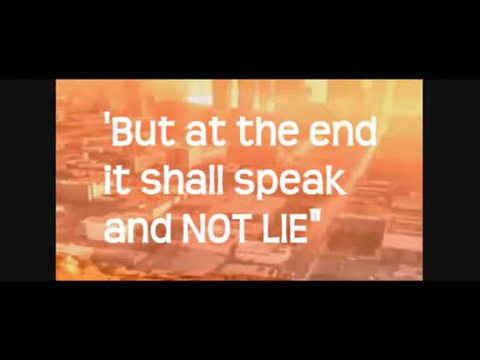 'But at the end
it shall speak
and NOT LIE"